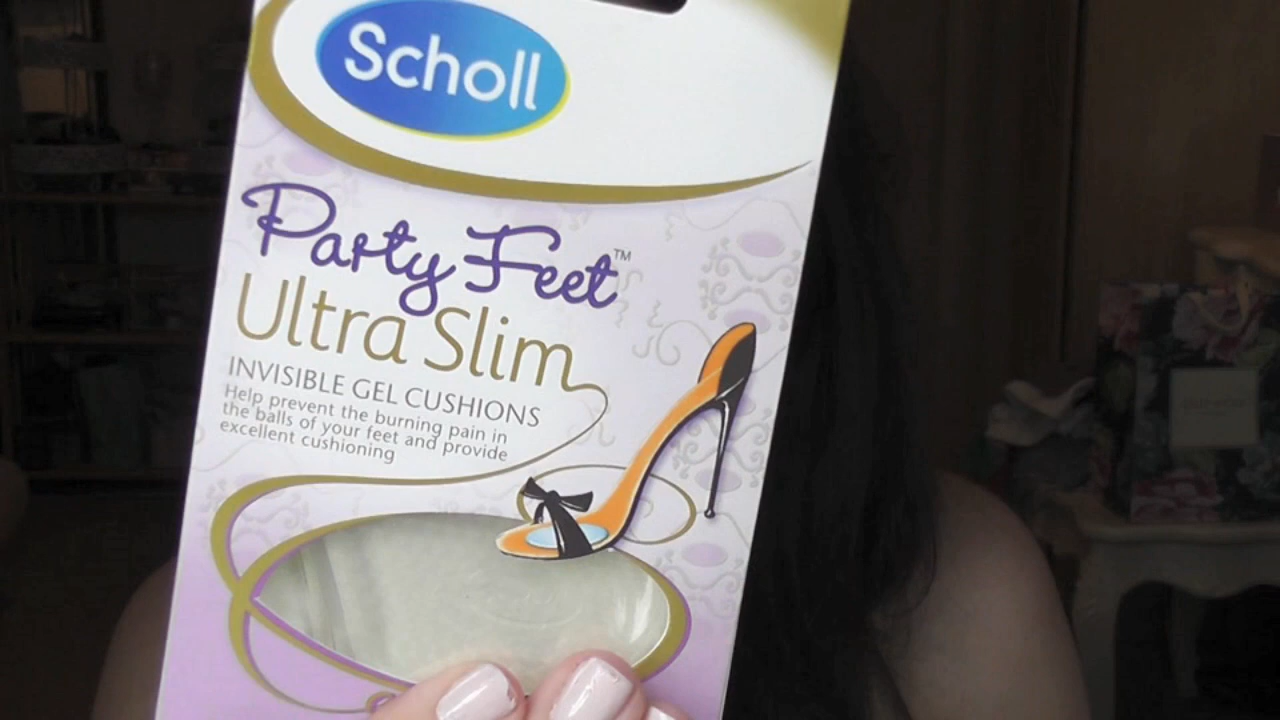 Scholl
Party Feet™
Ultra Slim
INVISIBLE GEL CUSHIONS
Help prevent the burning pain in
the balls of your feet and provide
excellent cushioning